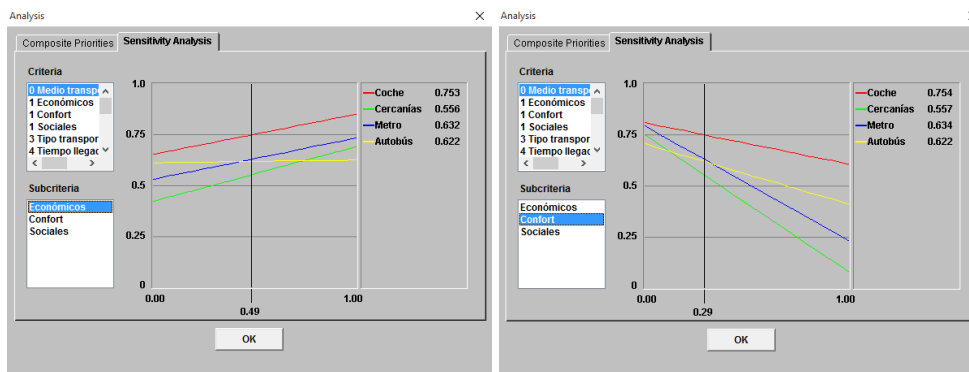 Analysis
Composite Priorities Sensitivity Analysis
Criteria
0 Medio transp
1 Económicos
1 Confort
1 Sociales
3 Tipo transpor
4 Tiempo llegad
Subcriteria
Económicos
Confort
Sociales
1.0
0.75
0.5
0.25
0
0.00 1.00
0.49
Coche 0.753
Cercanías 0.556
Metro 0.632
Autobús 0.622
OK
Analysis
Composite Priorities Sensitivity Analysis
Criteria
0 Medio transp
1 Económicos
1 Confort
1 Sociales
3 Tipo transpor
4 Tiempo llegad
Subcriteria
Económicos
Confort
Sociales
1.0
0.75
0.5
0.25
0
0.00 1.00
0.29
Coche 0.754
Cercanías 0.557
Metro 0.634
Autobús 0.622
OK